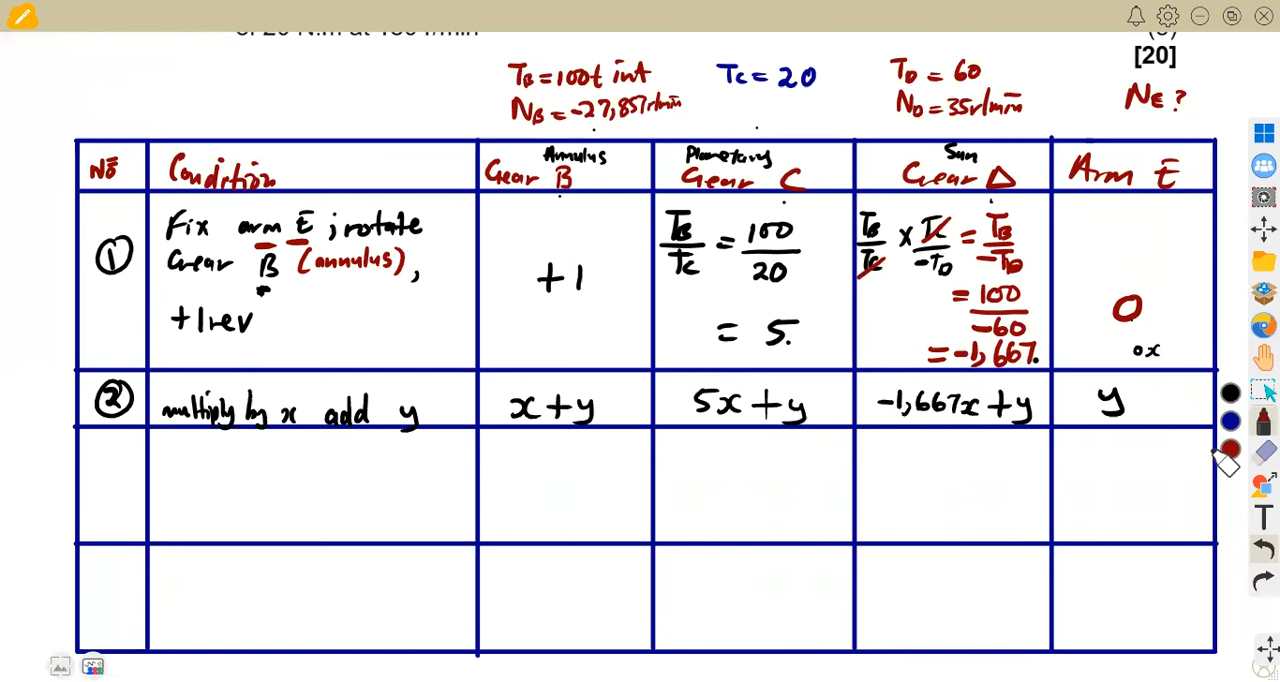 [20]
T_B = 100t int
N_B = -27,857r/min
T_C = 20
T_D = 60
N_D = 35r/min
N_E ?
NO
Condition
Annulus
Gear B
Planetary
Gear C
Sun
Gear D
Arm E
①
Fix arm E ; rotate
Gear B (annulus),
+1rev
+1
T_B/T_C = 100/20
= 5.
T_B/T_C × T_C/-T_D = T_B/-T_D
= 100/-60
= -1,667.
0
0x
②
multiply by x add y
x + y
5x + y
-1,667x + y
y
T